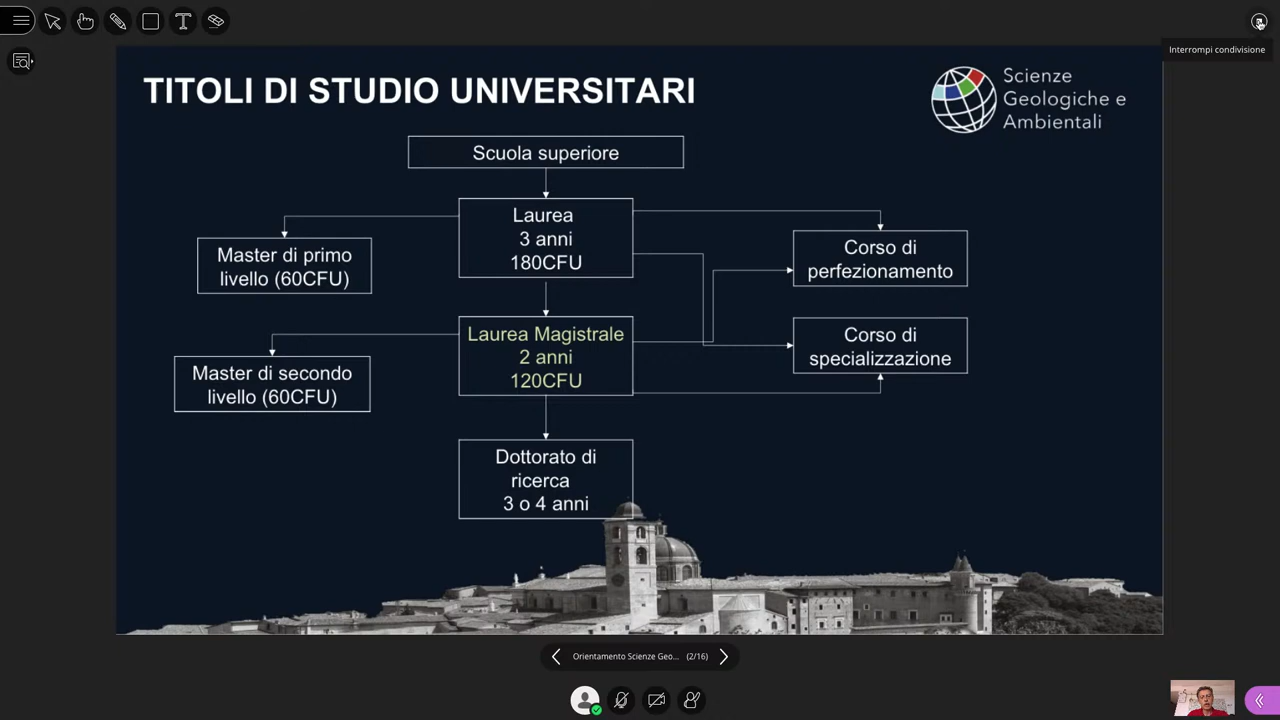 Interrompi condivisione
TITOLI DI STUDIO UNIVERSITARI
Scienze
Geologiche e
Ambientali
Scuola superiore
Laurea
3 anni
180CFU
Master di primo
livello (60CFU)
Corso di
perfezionamento
Laurea Magistrale
2 anni
120CFU
Corso di
specializzazione
Master di secondo
livello (60CFU)
Dottorato di
ricerca
3 o 4 anni
Orientamento Scienze Geo... (2/16)